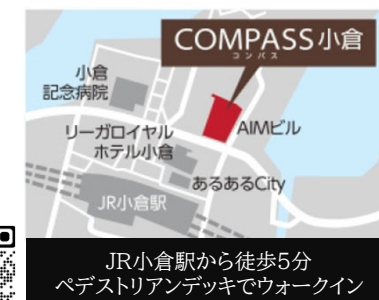 COMPASS小倉
コンパス
小倉
記念病院
リーガロイヤル
ホテル小倉
AIMビル
あるあるCity
JR小倉駅
JR小倉駅から徒歩5分
ペデストリアンデッキでウォークイン